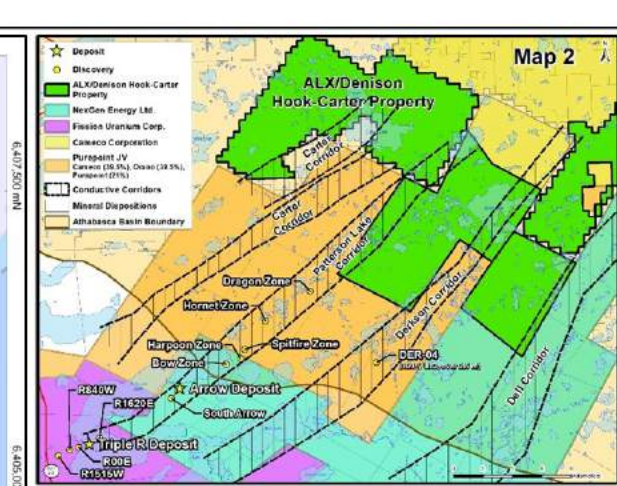 Map 2
Deposit
Discovery
ALX/Denison Hook-Carter
Property
NexGen Energy Ltd.
Fission Uranium Corp.
Cameco Corporation
Purepoint JV
Cameco (39.5%), Orano (39.5%),
Purepoint (21%)
Conductive Corridors
Mineral Dispositions
Athabasca Basin Boundary
ALX/Denison
Hook-Carter Property
Carter
Corridor
Carter
Corridor
Patterson Lake
Corridor
Derkson Corridor
Dell Corridor
Dragon Zone
Hornet Zone
Harpoon Zone
Spitfire Zone
Bow Zone
DER-04
Arrow Deposit
South Arrow
R840W
R1620E
Triple R Deposit
R00E
R1515W
6,407,500 mN